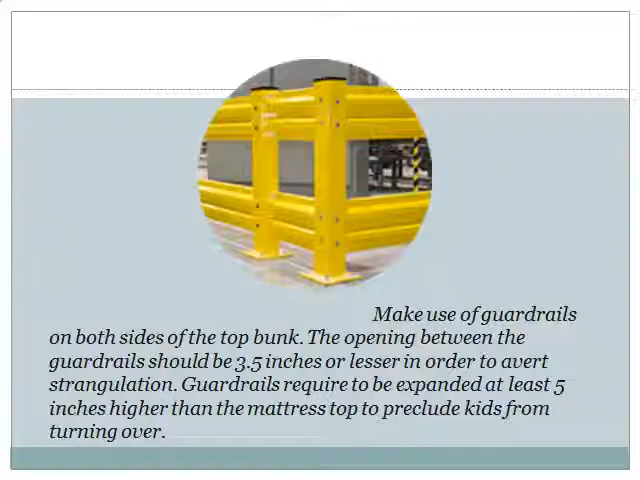 Make use of guardrails
on both sides of the top bunk. The opening between the
guardrails should be 3.5 inches or lesser in order to avert
strangulation. Guardrails require to be expanded at least 5
inches higher than the mattress top to preclude kids from
turning over.